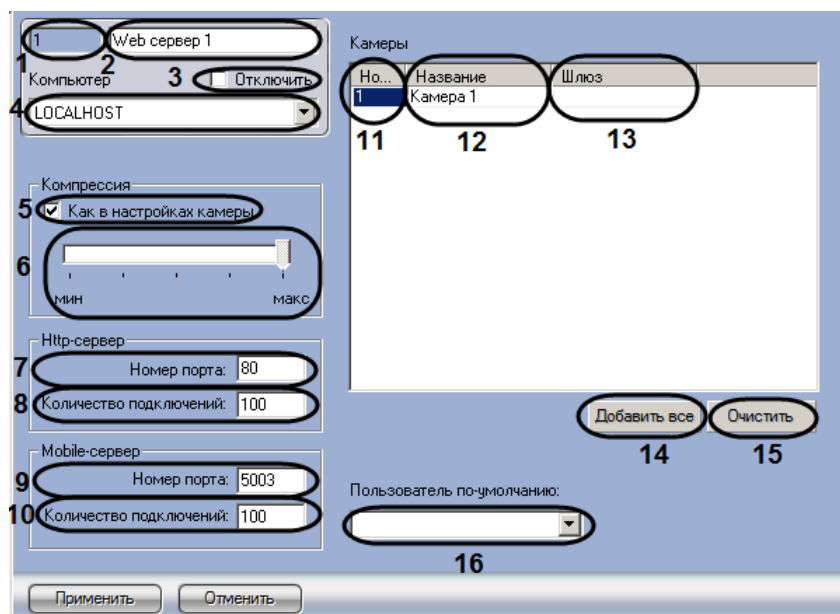 1
Web сервер 1
1
2
Компьютер
3
Отключить
4
LOCALHOST
Компрессия
5
Как в настройках камеры
6
мин
макс
Http-сервер
7
Номер порта:
80
8
Количество подключений:
100
Mobile-сервер
9
Номер порта:
5003
10
Количество подключений:
100
Камеры
Но...
Название
Шлюз
1
Камера 1
11
12
13
Добавить все
Очистить
14
15
Пользователь по-умолчанию:
16
Применить
Отменить